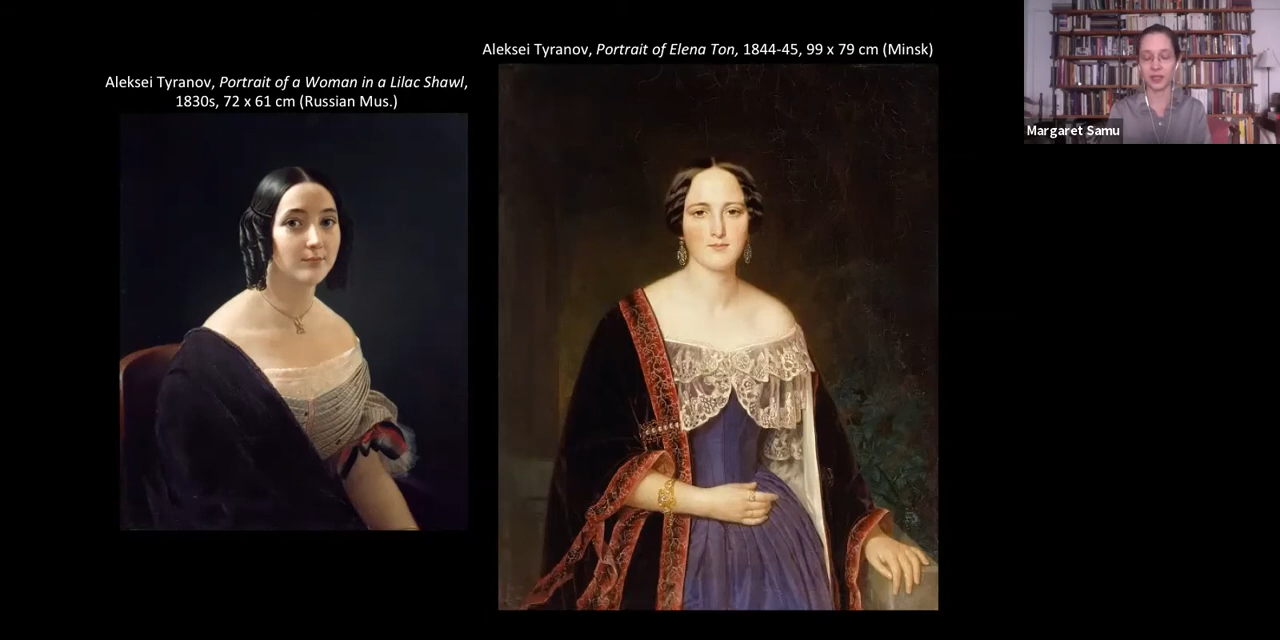 Aleksei Tyranov, Portrait of Elena Ton, 1844-45, 99 x 79 cm (Minsk)
Aleksei Tyranov, Portrait of a Woman in a Lilac Shawl,
1830s, 72 x 61 cm (Russian Mus.)
Margaret Samu